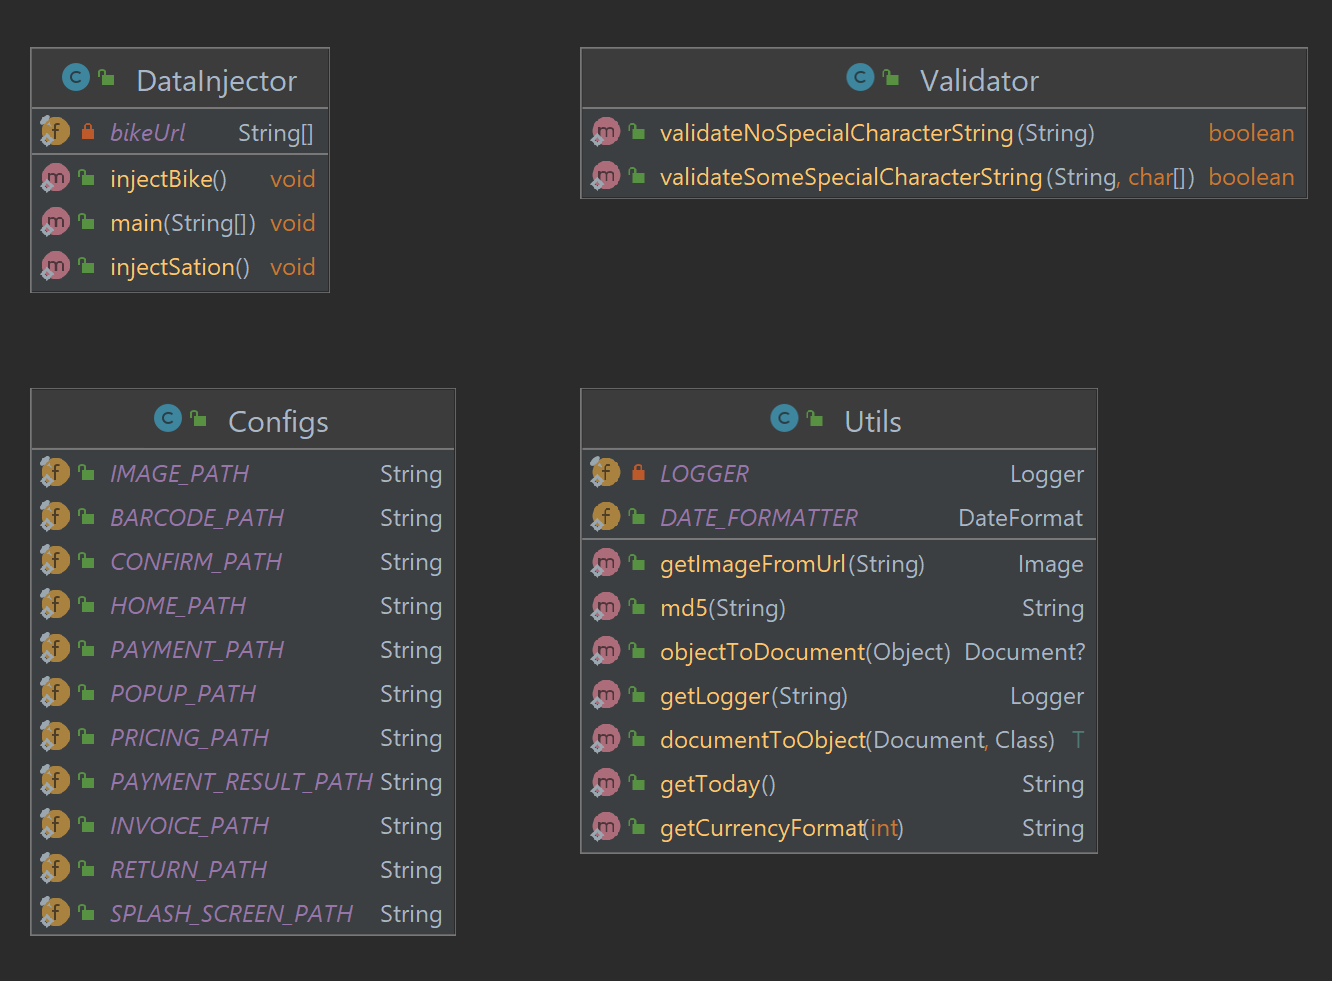 DataInjector
bikeUrl String[]
injectBike() void
main(String[]) void
injectSation() void
Validator
validateNoSpecialCharacterString(String) boolean
validateSomeSpecialCharacterString(String, char[]) boolean
Configs
IMAGE_PATH String
BARCODE_PATH String
CONFIRM_PATH String
HOME_PATH String
PAYMENT_PATH String
POPUP_PATH String
PRICING_PATH String
PAYMENT_RESULT_PATH String
INVOICE_PATH String
RETURN_PATH String
SPLASH_SCREEN_PATH String
Utils
LOGGER Logger
DATE_FORMATTER DateFormat
getImageFromUrl(String) Image
md5(String) String
objectToDocument(Object) Document?
getLogger(String) Logger
documentToObject(Document, Class) T
getToday() String
getCurrencyFormat(int) String